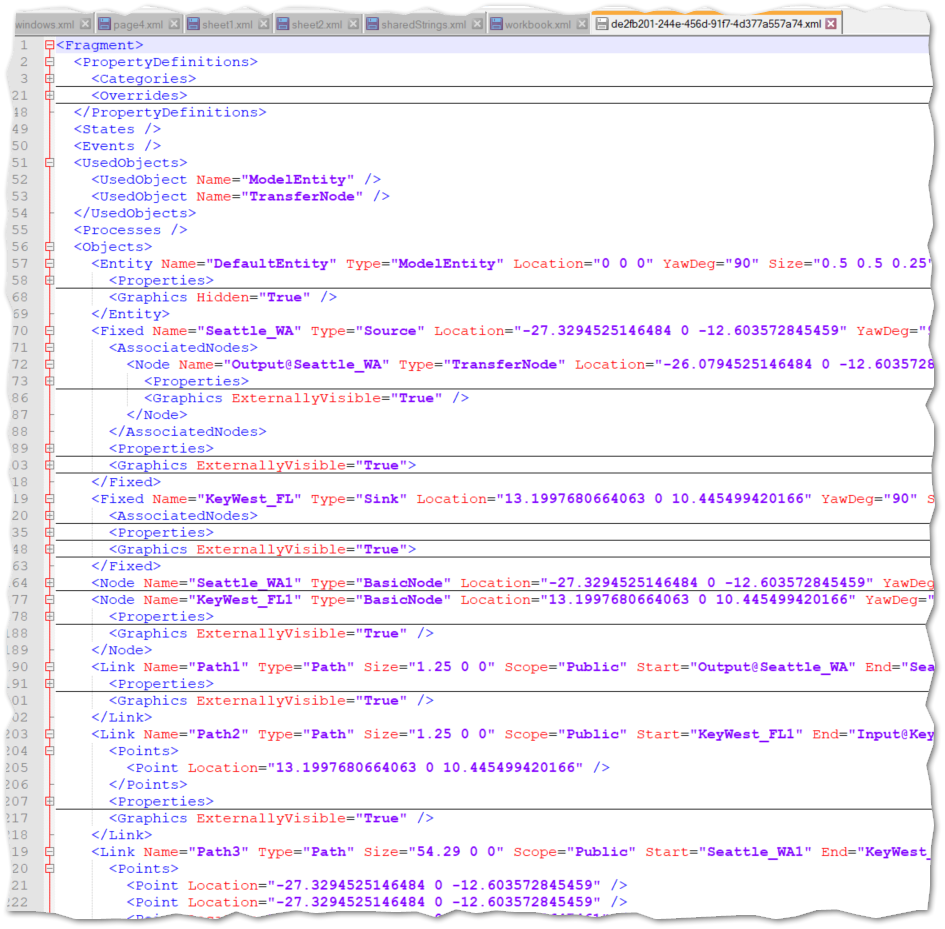 windows.xml page4.xml sheet1.xml sheet2.xml sharedStrings.xml workbook.xml de2fb201-244e-456d-91f7-4d377a557a74.xml
1 <Fragment>
2 <PropertyDefinitions>
3 <Categories>
21 <Overrides>
48 </PropertyDefinitions>
49 <States />
50 <Events />
51 <UsedObjects>
52 <UsedObject Name="ModelEntity" />
53 <UsedObject Name="TransferNode" />
54 </UsedObjects>
55 <Processes />
56 <Objects>
57 <Entity Name="DefaultEntity" Type="ModelEntity" Location="0 0 0" YawDeg="90" Size="0.5 0.5 0.25"
58 <Properties>
68 <Graphics Hidden="True" />
69 </Entity>
70 <Fixed Name="Seattle_WA" Type="Source" Location="-27.3294525146484 0 -12.603572845459" YawDeg="
71 <AssociatedNodes>
72 <Node Name="Output@Seattle_WA" Type="TransferNode" Location="-26.0794525146484 0 -12.6035728
73 <Properties>
86 <Graphics ExternallyVisible="True" />
87 </Node>
88 </AssociatedNodes>
89 <Properties>
03 <Graphics ExternallyVisible="True">
18 </Fixed>
19 <Fixed Name="KeyWest_FL" Type="Sink" Location="13.1997680664063 0 10.445499420166" YawDeg="90" S
20 <AssociatedNodes>
35 <Properties>
48 <Graphics ExternallyVisible="True">
63 </Fixed>
64 <Node Name="Seattle_WA1" Type="BasicNode" Location="-27.3294525146484 0 -12.603572845459" YawDeg
77 <Node Name="KeyWest_FL1" Type="BasicNode" Location="13.1997680664063 0 10.445499420166" YawDeg="
78 <Properties>
188 <Graphics ExternallyVisible="True" />
189 </Node>
90 <Link Name="Path1" Type="Path" Size="1.25 0 0" Scope="Public" Start="Output@Seattle_WA" End="Sea
191 <Properties>
01 <Graphics ExternallyVisible="True" />
02 </Link>
203 <Link Name="Path2" Type="Path" Size="1.25 0 0" Scope="Public" Start="KeyWest_FL1" End="Input@Key
204 <Points>
205 <Point Location="13.1997680664063 0 10.445499420166" />
206 </Points>
207 <Properties>
217 <Graphics ExternallyVisible="True" />
218 </Link>
19 <Link Name="Path3" Type="Path" Size="54.29 0 0" Scope="Public" Start="Seattle_WA1" End="KeyWest_
20 <Points>
21 <Point Location="-27.3294525146484 0 -12.603572845459" />
222 <Point Location="-27.3294525146484 0 -12.603572845459" />